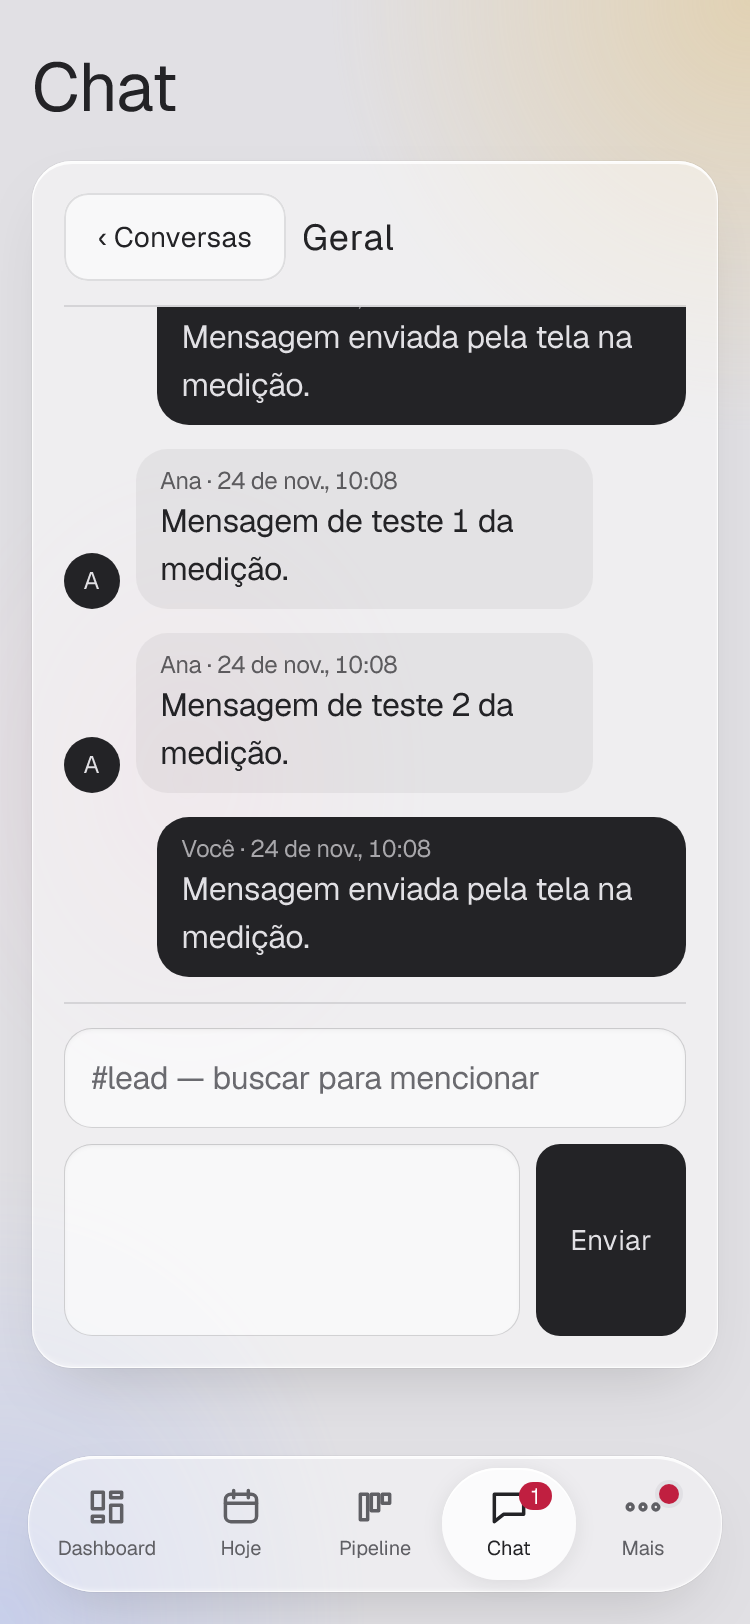 Chat
‹ Conversas
Geral
Mensagem enviada pela tela na
medição.
Ana · 24 de nov., 10:08
Mensagem de teste 1 da
medição.
A
Ana · 24 de nov., 10:08
Mensagem de teste 2 da
medição.
A
Você · 24 de nov., 10:08
Mensagem enviada pela tela na
medição.
#lead — buscar para mencionar
Enviar
1
Dashboard
Hoje
Pipeline
Chat
Mais